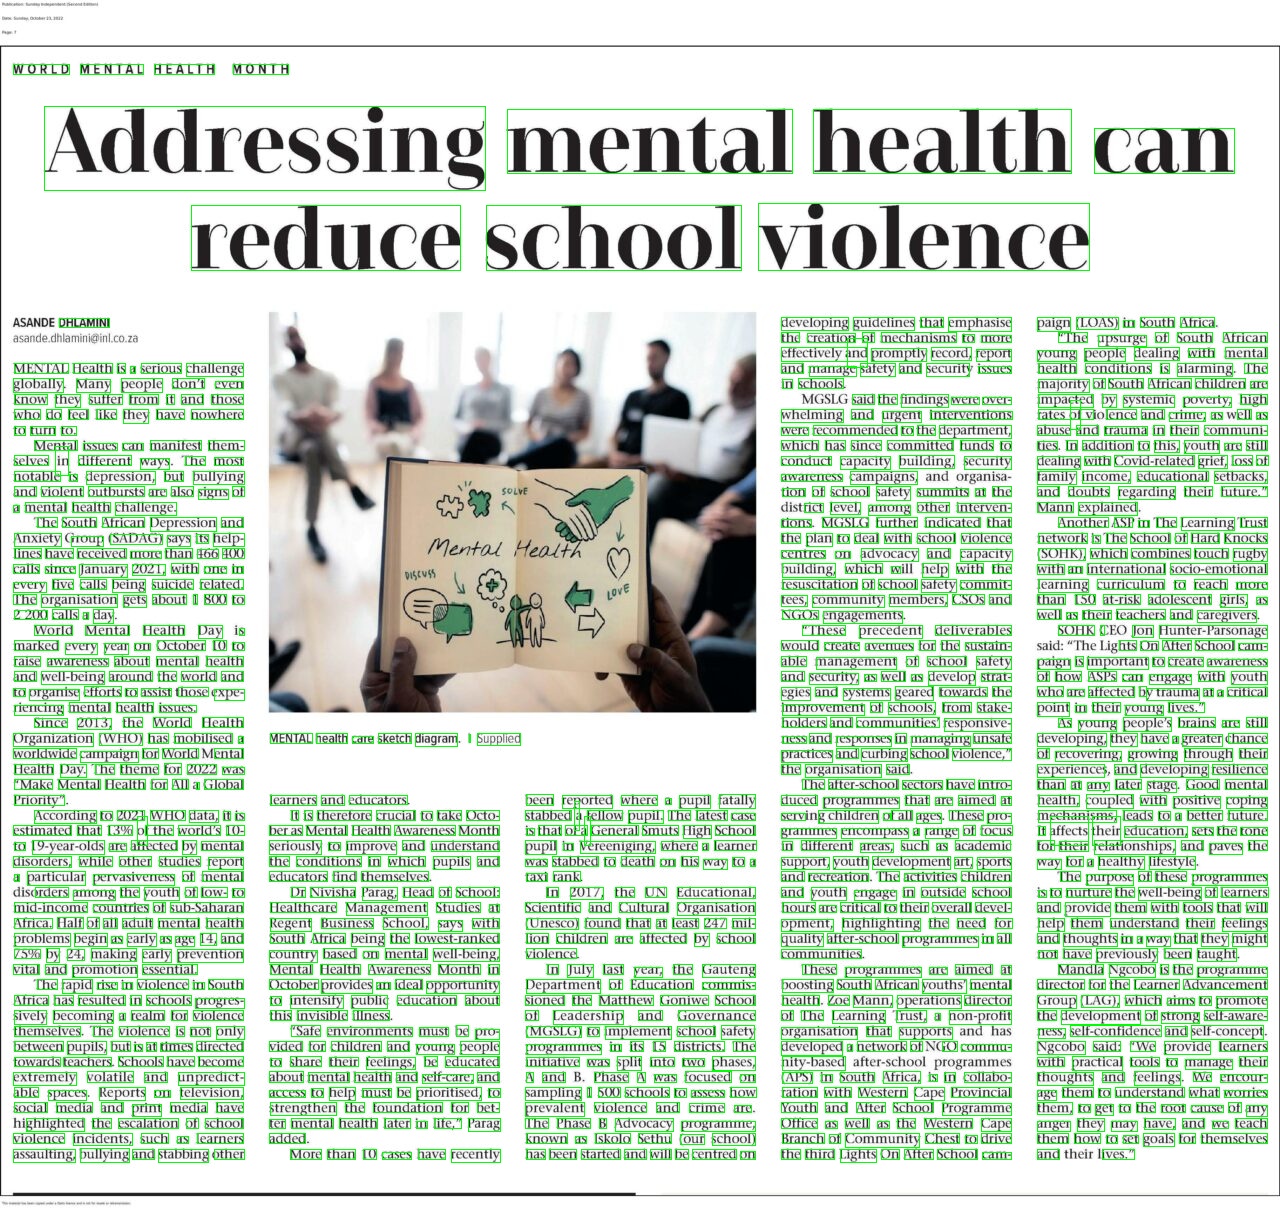 Publication: Sunday Independent (Second Edition)
Date: Sunday, October 23, 2022
Page: 7
WORLD MENTAL HEALTH MONTH
Addressing mental health can
reduce school violence
ASANDE DHLAMINI
asande.dhlamini@inl.co.za
MENTAL Health is a serious challenge
globally. Many people don't even
know they suffer from it and those
who do feel like they have nowhere
to turn to.
Mental issues can manifest them-
selves in different ways. The most
notable is depression, but bullying
and violent outbursts are also signs of
a mental health challenge.
The South African Depression and
Anxiety Group (SADAG) says its help-
lines have received more than 466 400
calls since January 2021, with one in
every five calls being suicide related.
The organisation gets about 1 800 to
2 200 calls a day.
World Mental Health Day is
marked every year on October 10 to
raise awareness about mental health
and well-being around the world and
to organise efforts to assist those expe-
riencing mental health issues.
Since 2013, the World Health
Organization (WHO) has mobilised a
worldwide campaign for World Mental
Health Day. The theme for 2022 was
"Make Mental Health for All a Global
Priority".
According to 2021 WHO data, it is
estimated that 13% of the world's 10-
to 19-year-olds are affected by mental
disorders, while other studies report
a particular pervasiveness of mental
disorders among the youth of low- to
mid-income countries of sub-Saharan
Africa. Half of all adult mental health
problems begin as early as age 14, and
75% by 24, making early prevention
vital and promotion essential.
The rapid rise in violence in South
Africa has resulted in schools progres-
sively becoming a realm for violence
themselves. The violence is not only
between pupils, but is at times directed
towards teachers. Schools have become
extremely volatile and unpredict-
able spaces. Reports on television,
social media and print media have
highlighted the escalation of school
violence incidents, such as learners
assaulting, bullying and stabbing other
SOLVE
Mental Health
DISCUSS
LOVE
MENTAL health care sketch diagram. | Supplied
learners and educators.
It is therefore crucial to take Octo-
ber as Mental Health Awareness Month
seriously to improve and understand
the conditions in which pupils and
educators find themselves.
Dr Nivisha Parag, Head of School:
Healthcare Management Studies at
Regent Business School, says with
South Africa being the lowest-ranked
country based on mental well-being,
Mental Health Awareness Month in
October provides an ideal opportunity
to intensify public education about
this invisible illness.
"Safe environments must be pro-
vided for children and young people
to share their feelings, be educated
about mental health and self-care, and
access to help must be prioritised, to
strengthen the foundation for bet-
ter mental health later in life," Parag
added.
More than 10 cases have recently
been reported where a pupil fatally
stabbed a fellow pupil. The latest case
is that of a General Smuts High School
pupil in Vereeniging, where a learner
was stabbed to death on his way to a
taxi rank.
In 2017, the UN Educational,
Scientific and Cultural Organisation
(Unesco) found that at least 247 mil-
lion children are affected by school
violence.
In July last year, the Gauteng
Department of Education commis-
sioned the Matthew Goniwe School
of Leadership and Governance
(MGSLG) to implement school safety
programmes in its 15 districts. The
initiative was split into two phases,
A and B. Phase A was focused on
sampling 1 500 schools to assess how
prevalent violence and crime are.
The Phase B Advocacy programme,
known as Iskolo Sethu (our school)
has been started and will be centred on
developing guidelines that emphasise
the creation of mechanisms to more
effectively and promptly record, report
and manage safety and security issues
in schools.
MGSLG said the findings were over-
whelming and urgent interventions
were recommended to the department,
which has since committed funds to
conduct capacity building, security
awareness campaigns, and organisa-
tion of school safety summits at the
district level, among other interven-
tions. MGSLG further indicated that
the plan to deal with school violence
centres on advocacy and capacity
building, which will help with the
resuscitation of school safety commit-
tees, community members, CSOs and
NGOs engagements.
"These precedent deliverables
would create avenues for the sustain-
able management of school safety
and security, as well as develop strat-
egies and systems geared towards the
improvement of schools, from stake-
holders and communities' responsive-
ness and responses in managing unsafe
practices and curbing school violence,"
the organisation said.
The after-school sectors have intro-
duced programmes that are aimed at
serving children of all ages. These pro-
grammes encompass a range of focus
in different areas, such as academic
support, youth development art, sports
and recreation. The activities children
and youth engage in outside school
hours are critical to their overall devel-
opment, highlighting the need for
quality after-school programmes in all
communities.
These programmes are aimed at
boosting South African youths' mental
health. Zoe Mann, operations director
of The Learning Trust, a non-profit
organisation that supports and has
developed a network of NGO commu-
nity-based after-school programmes
(APS) in South Africa, is in collabo-
ration with Western Cape Provincial
Youth and After School Programme
Office as well as the Western Cape
Branch of Community Chest to drive
the third Lights On After School cam-
paign (LOAS) in South Africa.
"The upsurge of South African
young people dealing with mental
health conditions is alarming. The
majority of South African children are
impacted by systemic poverty, high
rates of violence and crime, as well as
abuse and trauma in their communi-
ties. In addition to this, youth are still
dealing with Covid-related grief, loss of
family income, educational setbacks,
and doubts regarding their future."
Mann explained.
Another ASP in The Learning Trust
network is The School of Hard Knocks
(SOHK), which combines touch rugby
with an international socio-emotional
learning curriculum to teach more
than 150 at-risk adolescent girls, as
well as their teachers and caregivers.
SOHK CEO Jon Hunter-Parsonage
said: "The Lights On After School cam-
paign is important to create awareness
of how ASPs can engage with youth
who are affected by trauma at a critical
point in their young lives."
As young people's brains are still
developing, they have a greater chance
of recovering, growing through their
experiences, and developing resilience
than at any later stage. Good mental
health, coupled with positive coping
mechanisms, leads to a better future.
It affects their education, sets the tone
for their relationships, and paves the
way for a healthy lifestyle.
The purpose of these programmes
is to nurture the well-being of learners
and provide them with tools that will
help them understand their feelings
and thoughts in a way that they might
not have previously been taught.
Mandla Ngcobo is the programme
director for the Learner Advancement
Group (LAG), which aims to promote
the development of strong self-aware-
ness, self-confidence and self-concept.
Ngcobo said: "We provide learners
with practical tools to manage their
thoughts and feelings. We encour-
age them to understand what worries
them, to get to the root cause of any
anger they may have, and we teach
them how to set goals for themselves
and their lives."